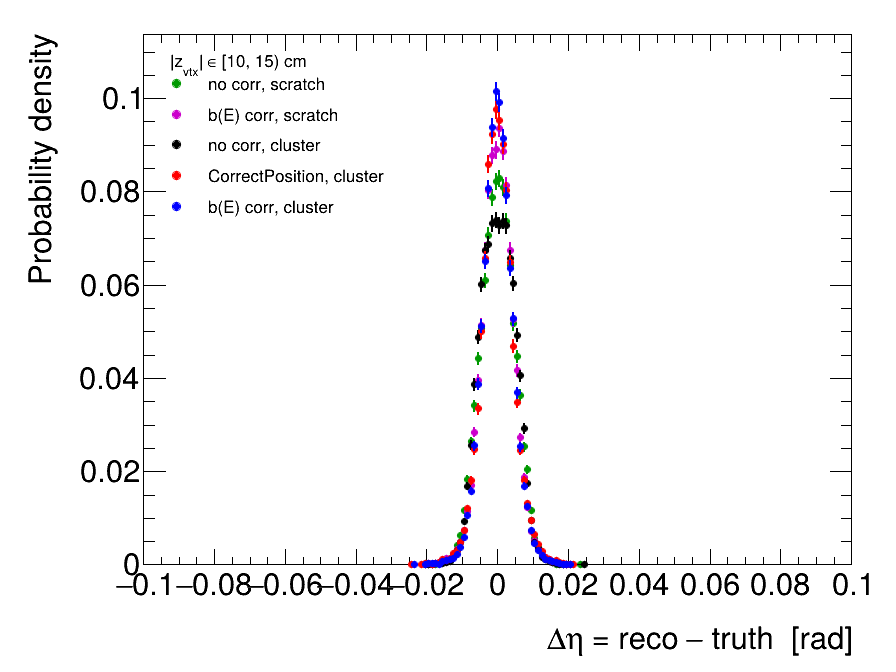 Probability density
|z_vtx| ∈ [10, 15) cm
no corr, scratch
b(E) corr, scratch
no corr, cluster
CorrectPosition, cluster
b(E) corr, cluster
0.1
0.08
0.06
0.04
0.02
0
−0.1 −0.08 −0.06 −0.04 −0.02 0 0.02 0.04 0.06 0.08 0.1
Δη = reco − truth [rad]